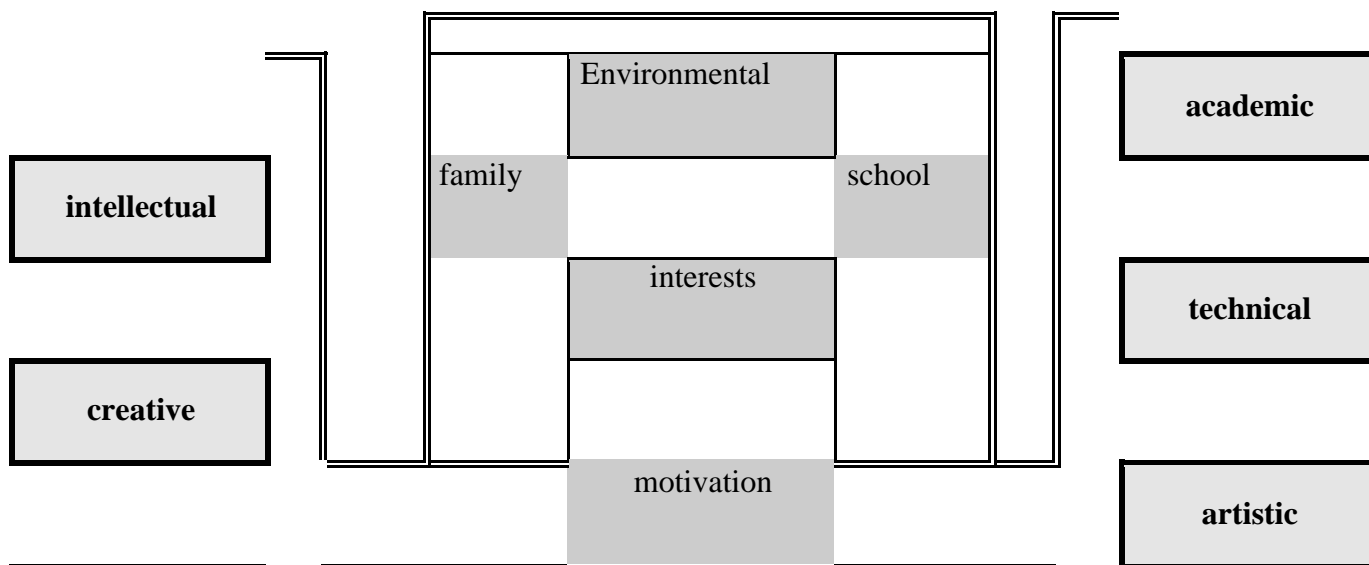 Environmental
academic
family
school
intellectual
interests
technical
creative
motivation
artistic